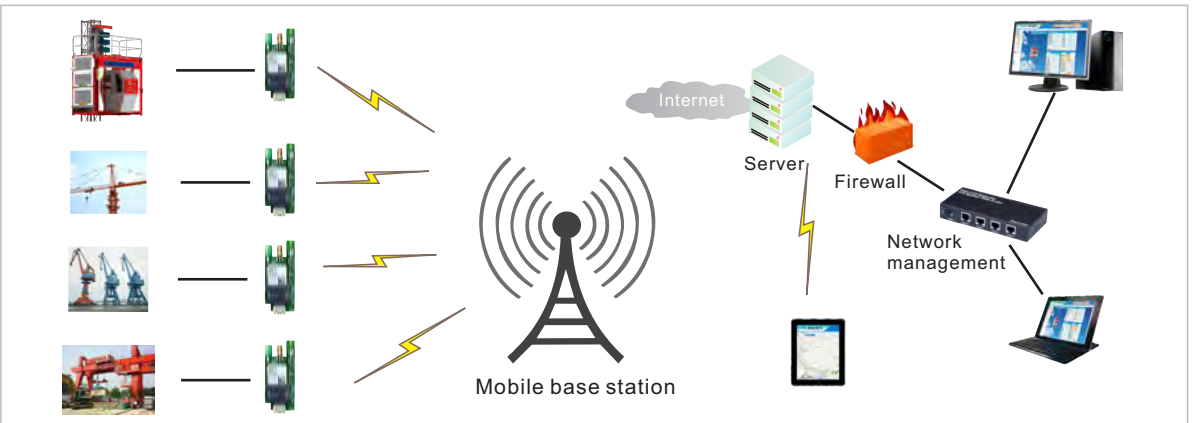 Internet
Server
Firewall
Network
management
Mobile base station